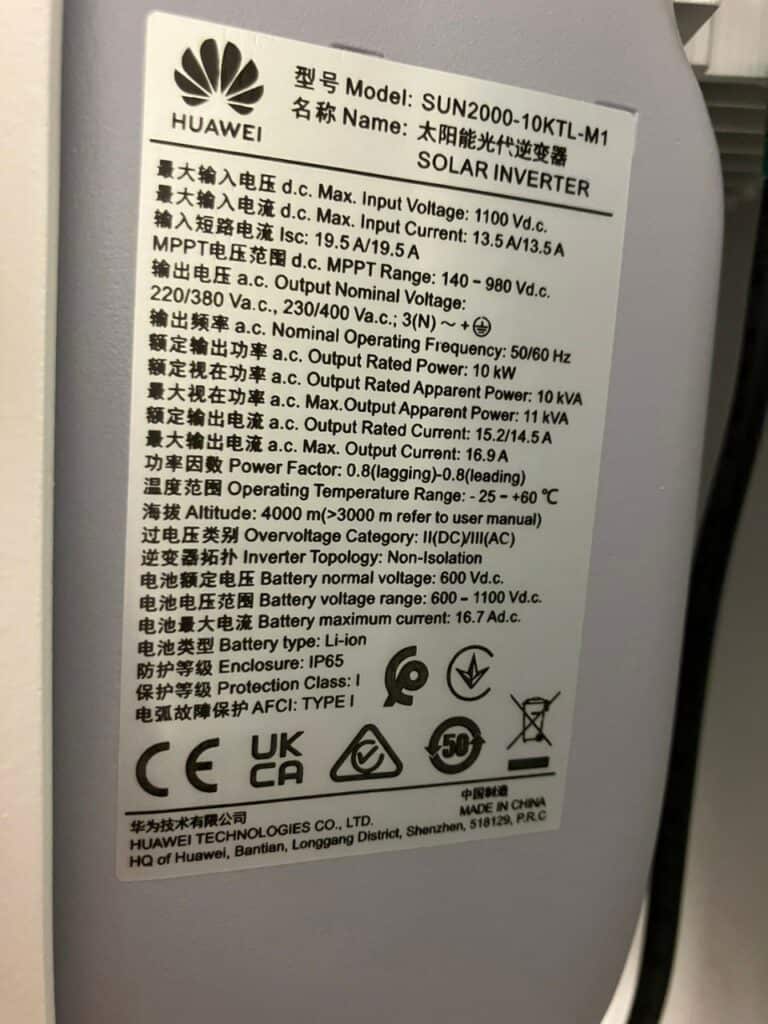 HUAWEI
型号 Model: SUN2000-10KTL-M1
名称 Name: 太阳能光代逆变器
SOLAR INVERTER
最大输入电压 d.c. Max. Input Voltage: 1100 Vd.c.
最大输入电流 d.c. Max. Input Current: 13.5 A/13.5 A
输入短路电流 Isc: 19.5 A/19.5 A
MPPT电压范围 d.c. MPPT Range: 140 – 980 Vd.c.
输出电压 a.c. Output Nominal Voltage:
220/380 Va.c., 230/400 Va.c.; 3(N) ～ +
输出频率 a.c. Nominal Operating Frequency: 50/60 Hz
额定输出功率 a.c. Output Rated Power: 10 kW
额定视在功率 a.c. Output Rated Apparent Power: 10 kVA
最大视在功率 a.c. Max.Output Apparent Power: 11 kVA
额定输出电流 a.c. Output Rated Current: 15.2/14.5 A
最大输出电流 a.c. Max. Output Current: 16.9 A
功率因数 Power Factor: 0.8(lagging)-0.8(leading)
温度范围 Operating Temperature Range: - 25 – +60 ℃
海拔 Altitude: 4000 m(>3000 m refer to user manual)
过电压类别 Overvoltage Category: II(DC)/III(AC)
逆变器拓扑 Inverter Topology: Non-Isolation
电池额定电压 Battery normal voltage: 600 Vd.c.
电池电压范围 Battery voltage range: 600 – 1100 Vd.c.
电池最大电流 Battery maximum current: 16.7 Ad.c.
电池类型 Battery type: Li-ion
防护等级 Enclosure: IP65
保护等级 Protection Class: I
电弧故障保护 AFCI: TYPE I
CE UK CA 50
华为技术有限公司
HUAWEI TECHNOLOGIES CO., LTD.
HQ of Huawei, Bantian, Longgang District, Shenzhen, 518129, P.R.C
中国制造
MADE IN CHINA